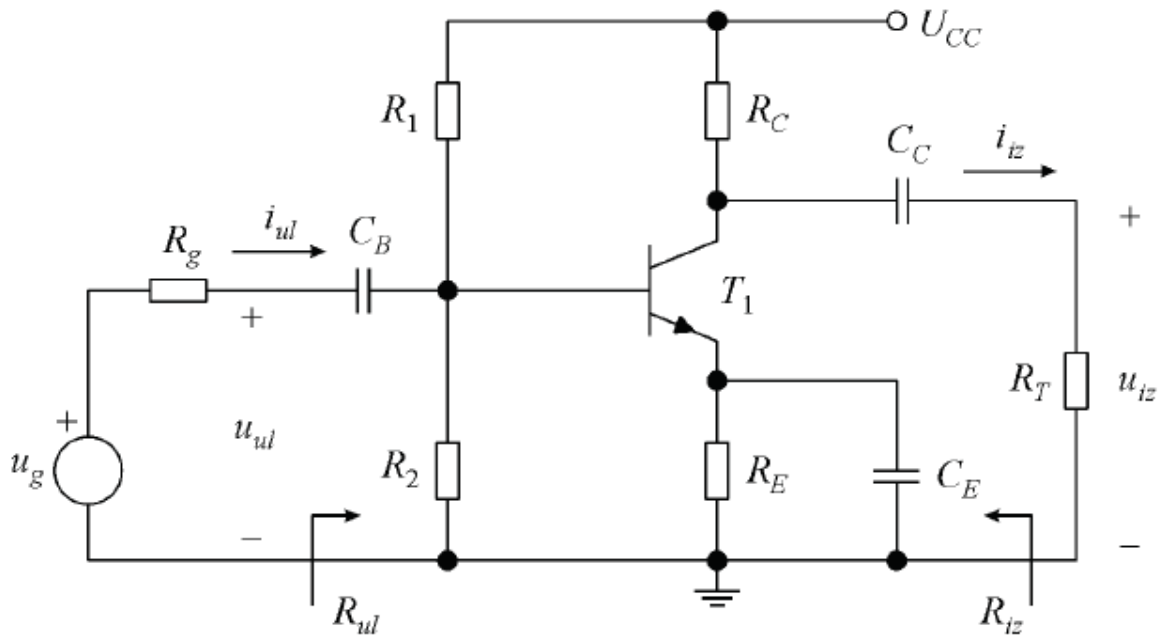 U_CC
R_1
R_C
C_C
i_iz
+
i_ul
R_g
C_B
+
T_1
+
u_g
u_ul
R_2
R_E
C_E
R_T
u_iz
−
−
R_ul
R_iz